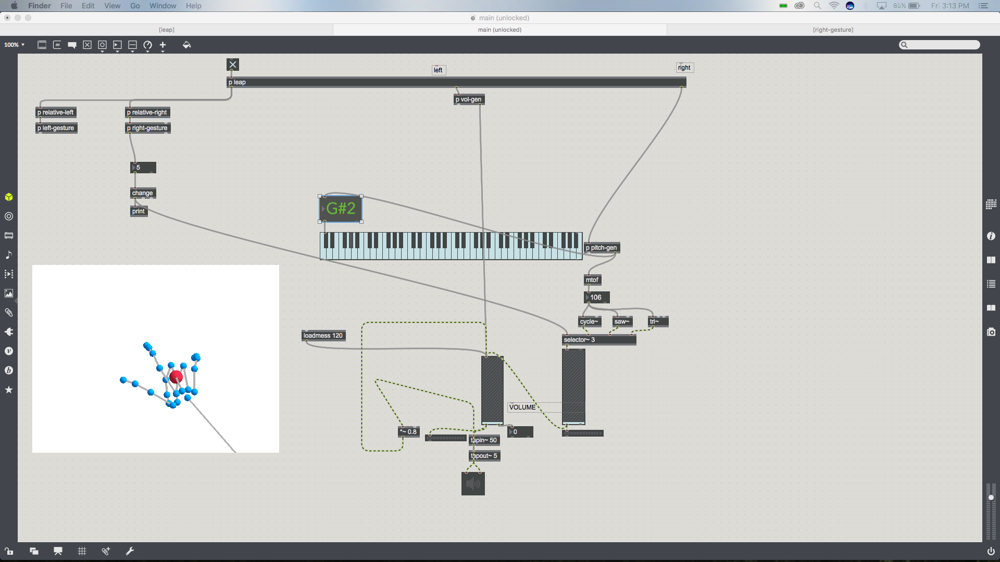 Finder File Edit View Go Window Help
85% Fri 3:13 PM
main (unlocked)
[leap] main (unlocked) [right-gesture]
100%
left
right
p leap
p vol-gen
p relative-left p relative-right
p left-gesture p right-gesture
5
change
print
G#2
p pitch-gen
mtof
106
cycle~ saw~ tri~
loadmess 120
selector~ 3
VOLUME
*~ 0.8
0
tapin~ 50
tapout~ 5